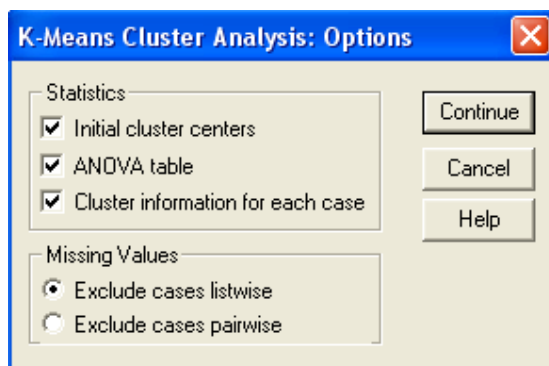 K-Means Cluster Analysis: Options
Statistics
Initial cluster centers
ANOVA table
Cluster information for each case
Missing Values
Exclude cases listwise
Exclude cases pairwise
Continue
Cancel
Help